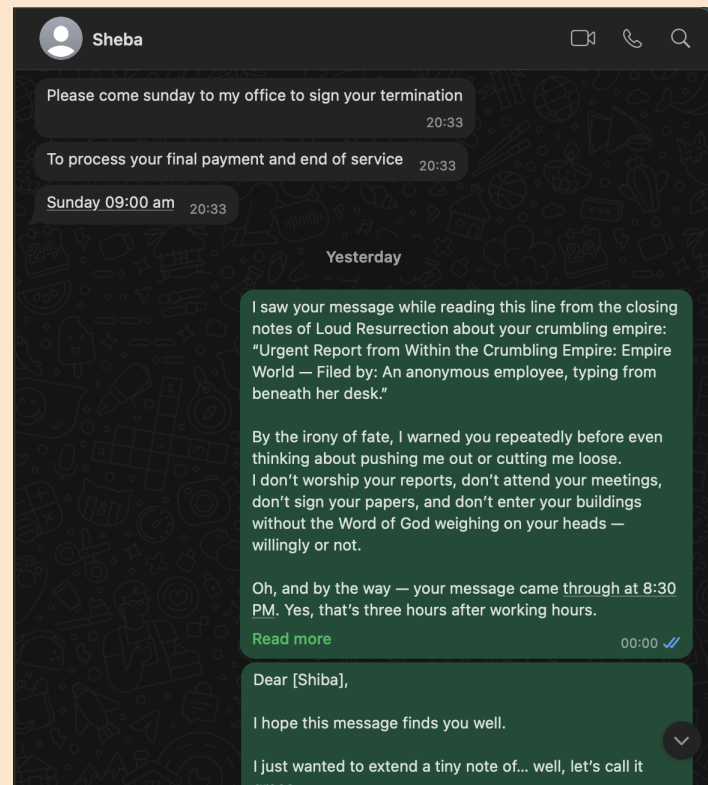 Sheba
Please come sunday to my office to sign your termination
20:33
To process your final payment and end of service 20:33
Sunday 09:00 am 20:33
Yesterday
I saw your message while reading this line from the closing
notes of Loud Resurrection about your crumbling empire:
“Urgent Report from Within the Crumbling Empire: Empire
World — Filed by: An anonymous employee, typing from
beneath her desk.”
By the irony of fate, I warned you repeatedly before even
thinking about pushing me out or cutting me loose.
I don’t worship your reports, don’t attend your meetings,
don’t sign your papers, and don’t enter your buildings
without the Word of God weighing on your heads —
willingly or not.
Oh, and by the way — your message came through at 8:30
PM. Yes, that’s three hours after working hours.
Read more 00:00
Dear [Shiba],
I hope this message finds you well.
I just wanted to extend a tiny note of... well, let’s call it